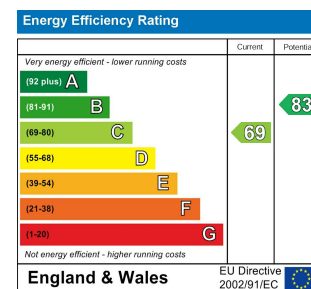 Energy Efficiency Rating
Current Potentia
Very energy efficient - lower running costs
(92 plus) A
(81-91) B
83
(69-80) C
69
(55-68) D
(39-54) E
(21-38) F
(1-20) G
Not energy efficient - higher running costs
England & Wales
EU Directive
2002/91/EC